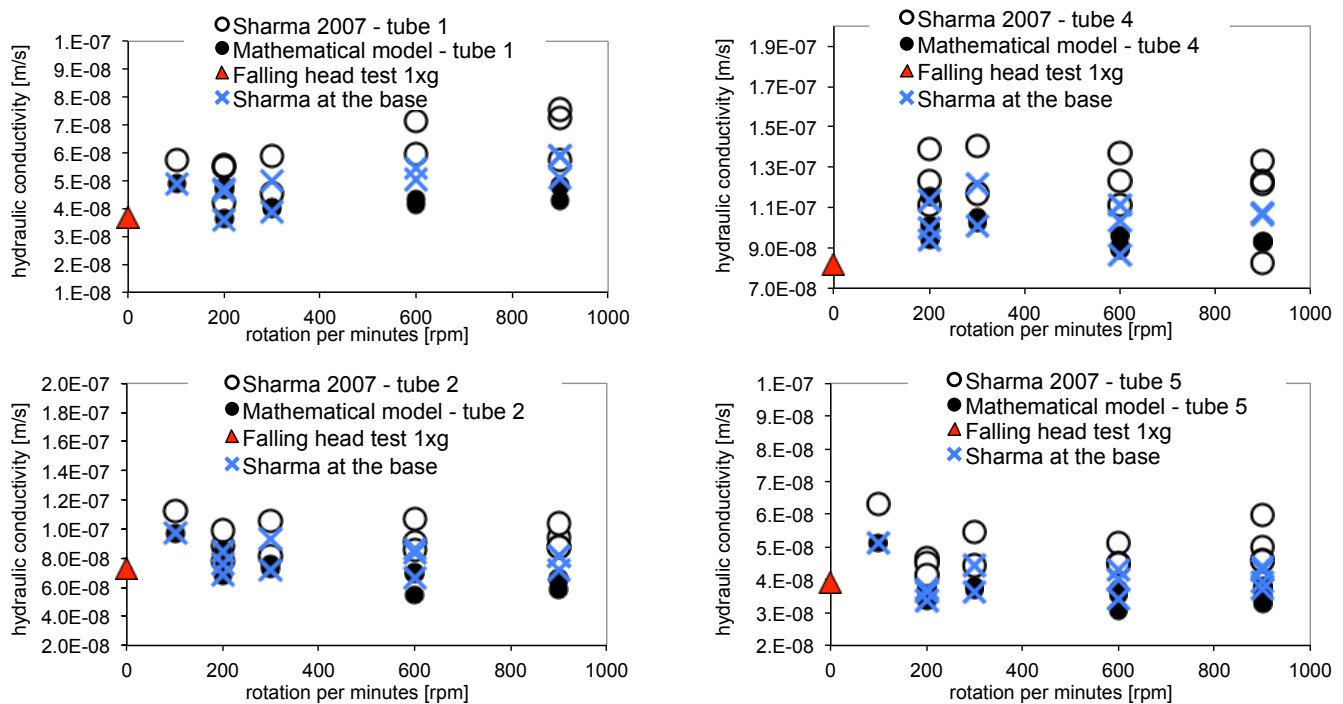 Sharma 2007 - tube 1
Mathematical model - tube 1
Falling head test 1xg
Sharma at the base
hydraulic conductivity [m/s]
1.E-07
9.E-08
8.E-08
7.E-08
6.E-08
5.E-08
4.E-08
3.E-08
2.E-08
1.E-08
0 200 400 600 800 1000
rotation per minutes [rpm]
Sharma 2007 - tube 4
Mathematical model - tube 4
Falling head test 1xg
Sharma at the base
hydraulic conductivity [m/s]
1.9E-07
1.7E-07
1.5E-07
1.3E-07
1.1E-07
9.0E-08
7.0E-08
0 200 400 600 800 1000
rotation per minutes [rpm]
Sharma 2007 - tube 2
Mathematical model - tube 2
Falling head test 1xg
Sharma at the base
hydraulic conductivity [m/s]
2.0E-07
1.8E-07
1.6E-07
1.4E-07
1.2E-07
1.0E-07
8.0E-08
6.0E-08
4.0E-08
2.0E-08
0 200 400 600 800 1000
rotation per minutes [rpm]
Sharma 2007 - tube 5
Mathematical model - tube 5
Falling head test 1xg
Sharma at the base
hydraulic conductivity [m/s]
1.E-07
9.E-08
8.E-08
7.E-08
6.E-08
5.E-08
4.E-08
3.E-08
2.E-08
0 200 400 600 800 1000
rotation per minutes [rpm]